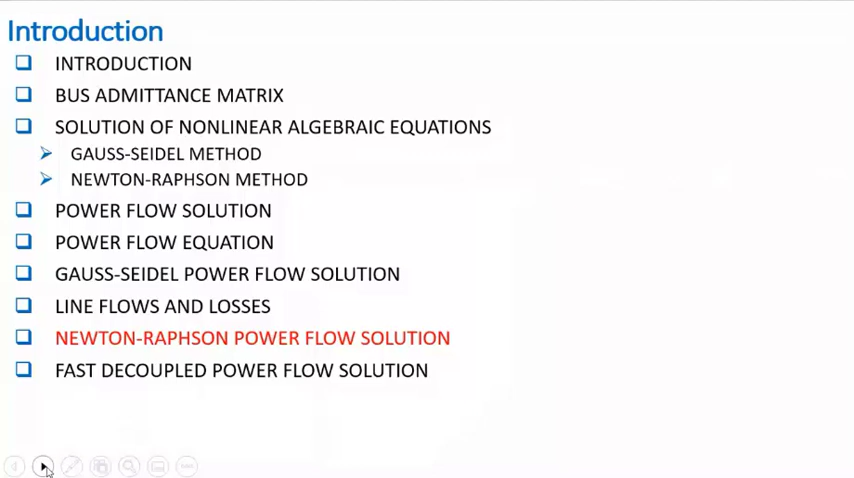 Introduction
INTRODUCTION
BUS ADMITTANCE MATRIX
SOLUTION OF NONLINEAR ALGEBRAIC EQUATIONS
GAUSS-SEIDEL METHOD
NEWTON-RAPHSON METHOD
POWER FLOW SOLUTION
POWER FLOW EQUATION
GAUSS-SEIDEL POWER FLOW SOLUTION
LINE FLOWS AND LOSSES
NEWTON-RAPHSON POWER FLOW SOLUTION
FAST DECOUPLED POWER FLOW SOLUTION